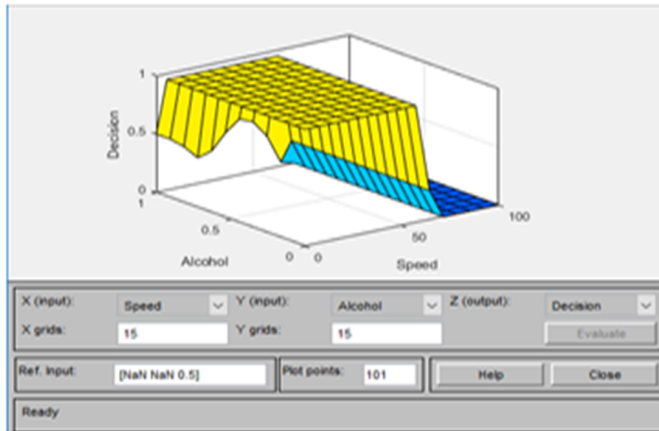 1
Decision
0.5
0
1
0.5
0
0
50
100
Alcohol
Speed
X (input):
Speed
Y (input):
Alcohol
Z (output):
Decision
X grids:
15
Y grids:
15
Evaluate
Ref. Input:
[NaN NaN 0.5]
Plot points:
101
Help
Close
Ready